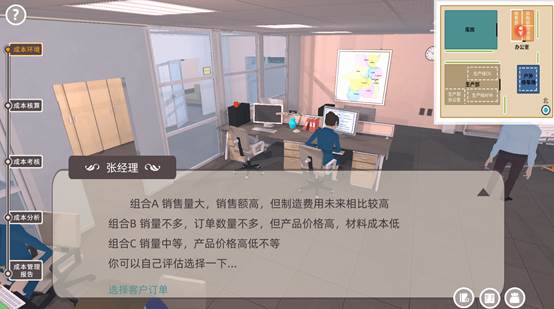 ?
成本环境
成本核算
成本考核
成本分析
成本管理
报告
库房
办公室
生产部
北
张经理
组合A 销售量大，销售额高，但制造费用未来相比较高
组合B 销量不多，订单数量不多，但产品价格高，材料成本低
组合C 销量中等，产品价格高低不等
你可以自己评估选择一下...
选择客户订单